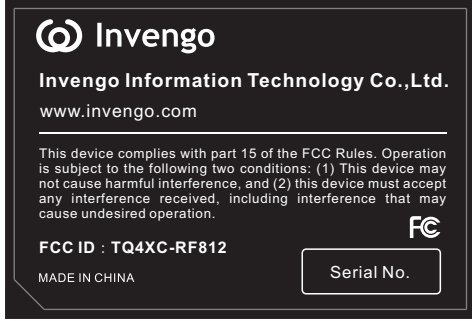 Invengo
Invengo Information Technology Co.,Ltd.
www.invengo.com
This device complies with part 15 of the FCC Rules. Operation
is subject to the following two conditions: (1) This device may
not cause harmful interference, and (2) this device must accept
any interference received, including interference that may
cause undesired operation.
FC
FCC ID : TQ4XC-RF812
MADE IN CHINA
Serial No.